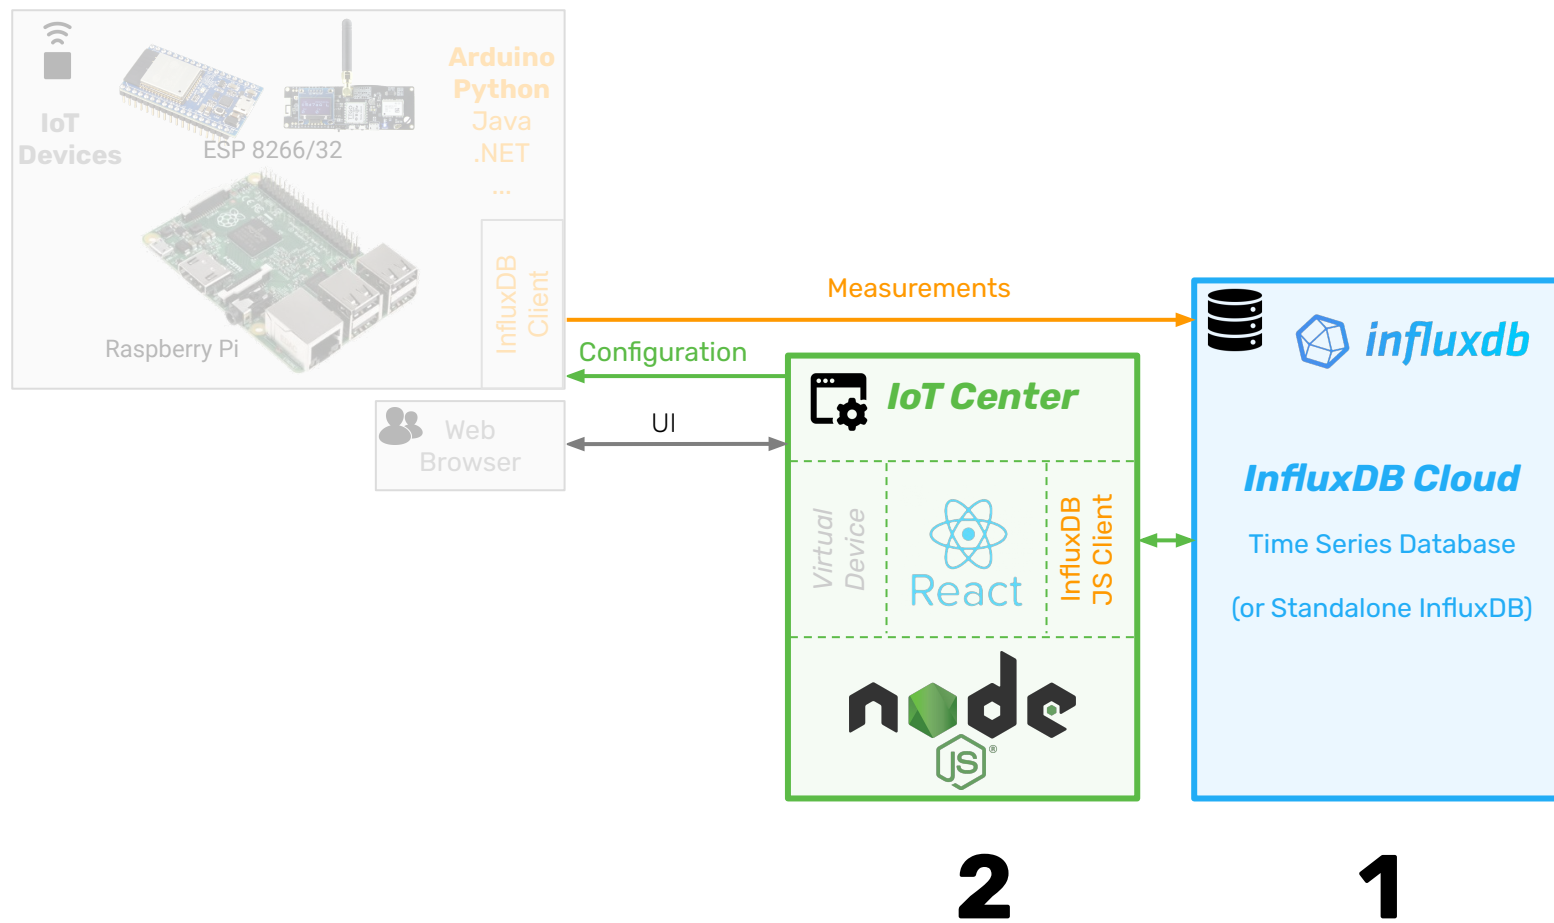 IoT
Devices
ESP 8266/32
Raspberry Pi
Arduino
Python
Java
.NET
...
InfluxDB
Client
Measurements
Configuration
UI
Web
Browser
IoT Center
Virtual
Device
React
InfluxDB
JS Client
node
JS®
influxdb
InfluxDB Cloud
Time Series Database
(or Standalone InfluxDB)
2
1